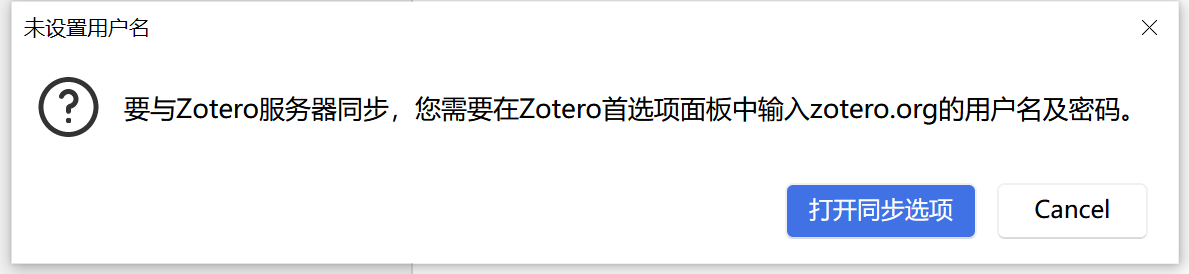 未设置用户名
要与Zotero服务器同步，您需要在Zotero首选项面板中输入zotero.org的用户名及密码。
打开同步选项
Cancel